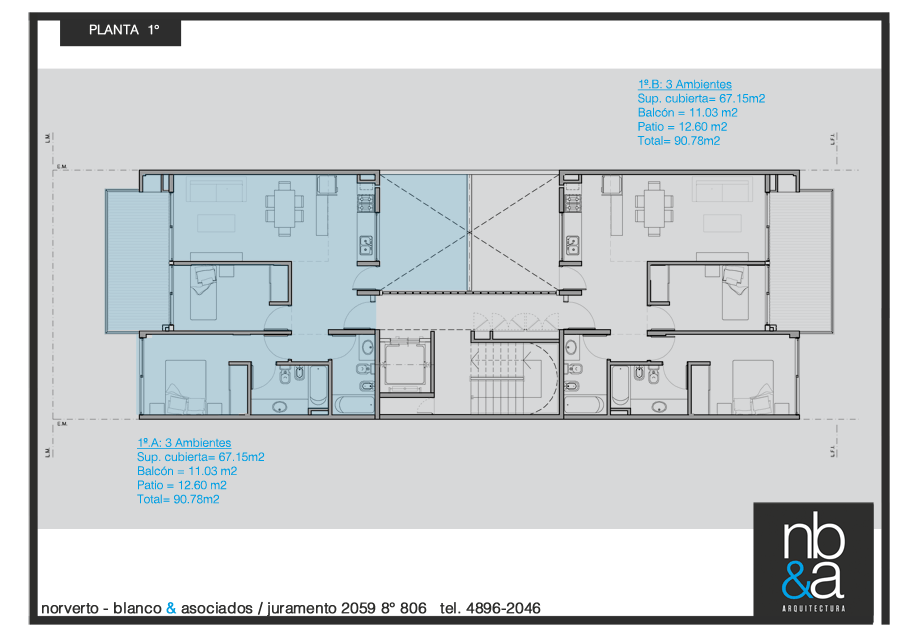 PLANTA 1º
1º.B: 3 Ambientes
Sup. cubierta= 67.15m2
Balcón = 11.03 m2
Patio = 12.60 m2
Total= 90.78m2
L.M.
L.F.I.
E.M.
E.M.
L.M.
L.F.I.
1º.A: 3 Ambientes
Sup. cubierta= 67.15m2
Balcón = 11.03 m2
Patio = 12.60 m2
Total= 90.78m2
nb
&a
ARQUITECTURA
norverto - blanco & asociados / juramento 2059 8º 806 tel. 4896-2046